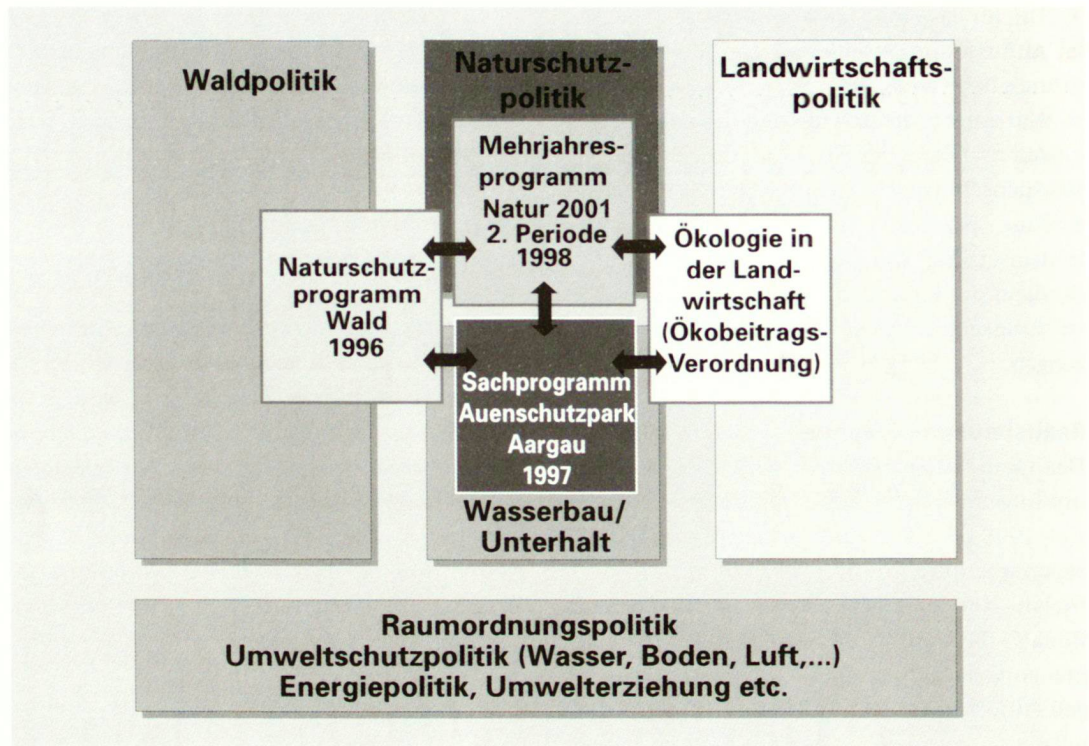 Waldpolitik
Naturschutz-
politik
Landwirtschafts-
politik
Mehrjahres-
programm
Natur 2001
2. Periode
1998
Naturschutz-
programm
Wald
1996
Ökologie in
der Land-
wirtschaft
(Ökobeitrags-
Verordnung)
Sachprogramm
Auenschutzpark
Aargau
1997
Wasserbau/
Unterhalt
Raumordnungspolitik
Umweltschutzpolitik (Wasser, Boden, Luft,...)
Energiepolitik, Umwelterziehung etc.